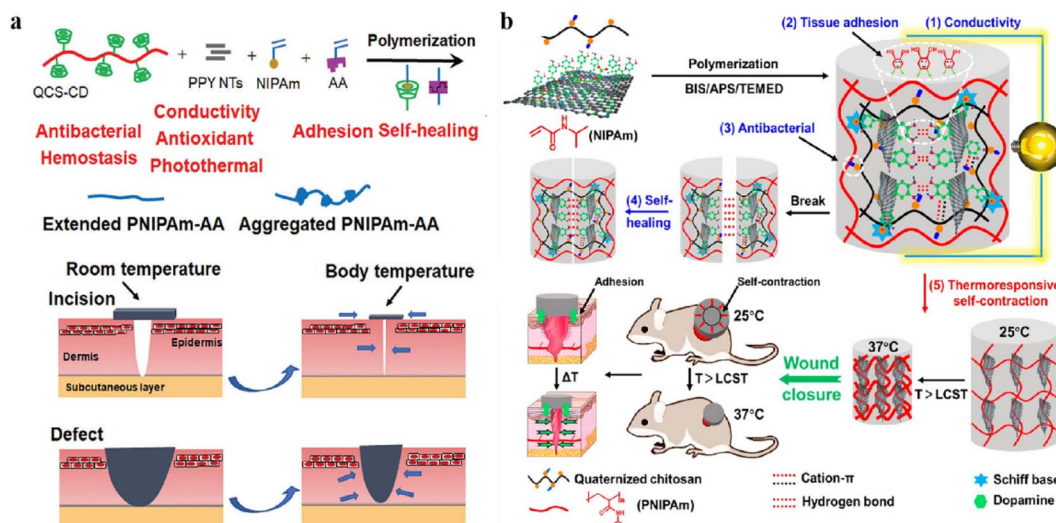 a
QCS-CD
+
PPY NTs
+
NIPAm
+
AA
Polymerization
Antibacterial
Hemostasis
Conductivity
Antioxidant
Photothermal
Adhesion Self-healing
Extended PNIPAm-AA
Aggregated PNIPAm-AA
Room temperature
Body temperature
Incision
Dermis
Epidermis
Subcutaneous layer
Defect
b
(2) Tissue adhesion
(1) Conductivity
Polymerization
BIS/APS/TEMED
(NIPAm)
(3) Antibacterial
(4) Self-
healing
Break
(5) Thermoresponsive
self-contraction
Adhesion
Self-contraction
25°C
ΔT
T > LCST
37°C
Wound
closure
37°C
T > LCST
25°C
Quaternized chitosan
(PNIPAm)
Cation-π
Hydrogen bond
Schiff base
Dopamine